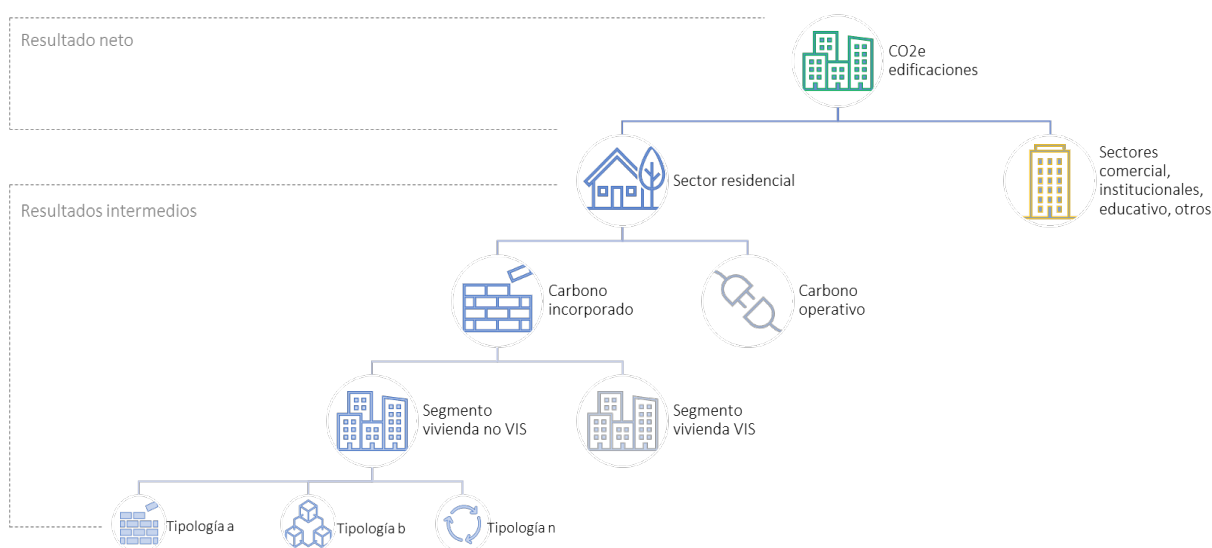 Resultado neto
CO2e
edificaciones
Sector residencial
Sectores
comercial,
institucionales,
educativo, otros
Resultados intermedios
Carbono
incorporado
Carbono
operativo
Segmento
vivienda no VIS
Segmento
vivienda VIS
Tipología a
Tipología b
Tipología n